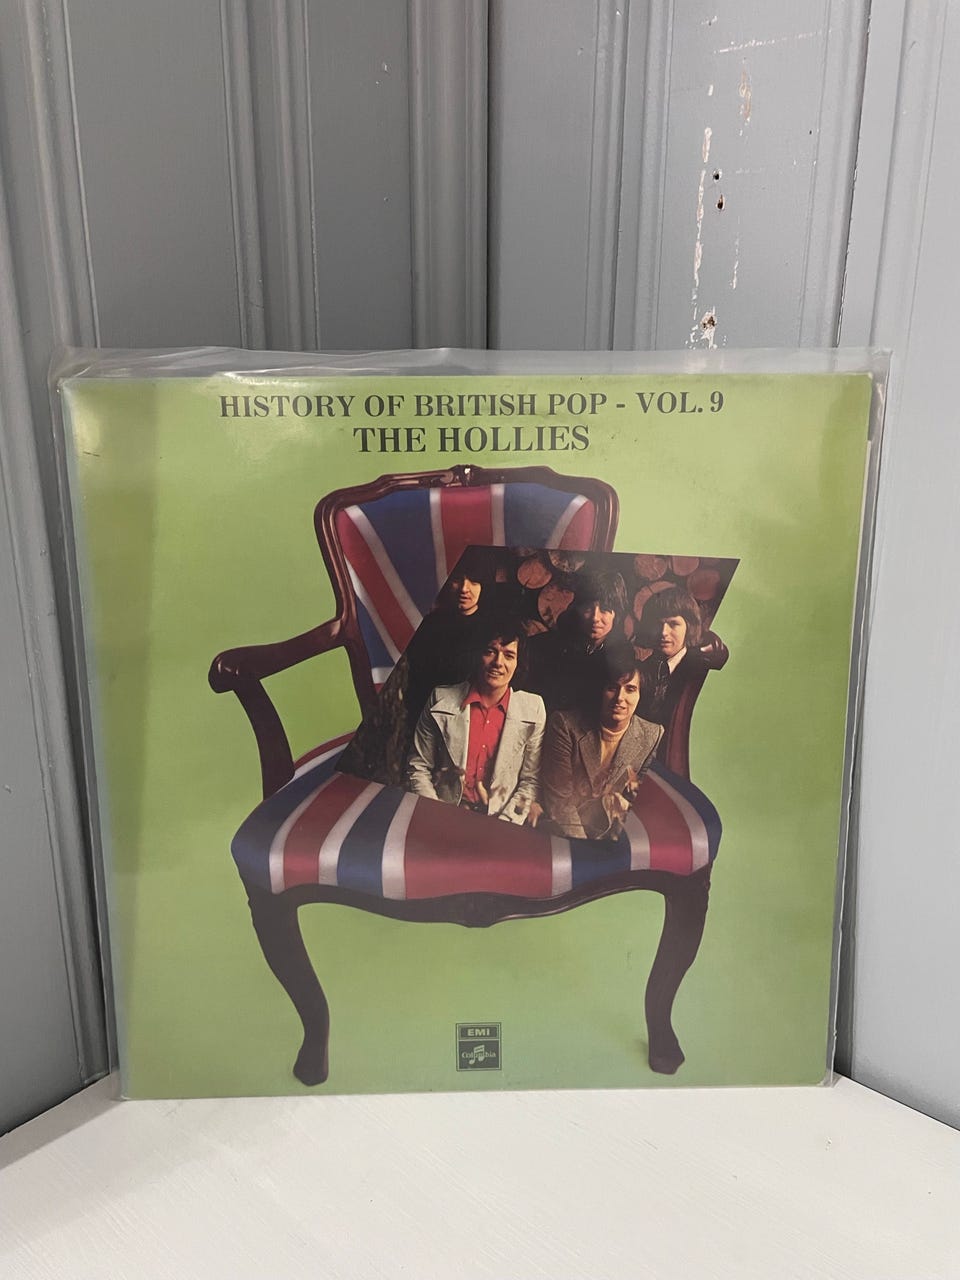 HISTORY OF BRITISH POP - VOL. 9
THE HOLLIES
EMI
Columbia